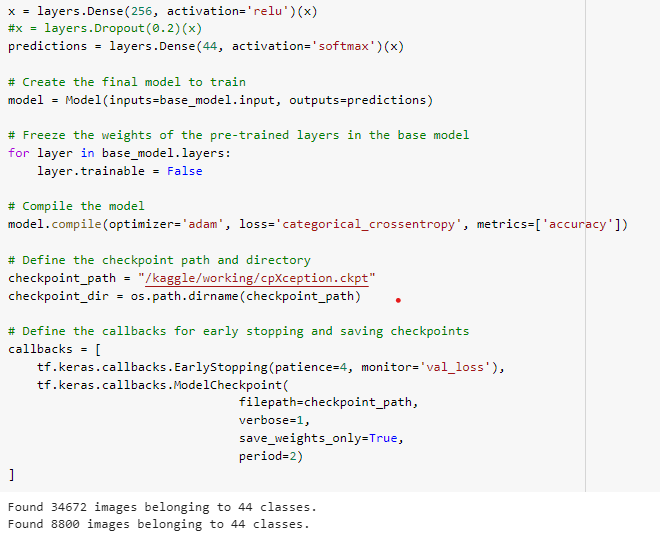 x = layers.Dense(256, activation='relu')(x)
#x = layers.Dropout(0.2)(x)
predictions = layers.Dense(44, activation='softmax')(x)
# Create the final model to train
model = Model(inputs=base_model.input, outputs=predictions)
# Freeze the weights of the pre-trained layers in the base model
for layer in base_model.layers:
    layer.trainable = False
# Compile the model
model.compile(optimizer='adam', loss='categorical_crossentropy', metrics=['accuracy'])
# Define the checkpoint path and directory
checkpoint_path = "/kaggle/working/cpXception.ckpt"
checkpoint_dir = os.path.dirname(checkpoint_path)
# Define the callbacks for early stopping and saving checkpoints
callbacks = [
    tf.keras.callbacks.EarlyStopping(patience=4, monitor='val_loss'),
    tf.keras.callbacks.ModelCheckpoint(
                               filepath=checkpoint_path,
                               verbose=1,
                               save_weights_only=True,
                               period=2)
]
Found 34672 images belonging to 44 classes.
Found 8800 images belonging to 44 classes.